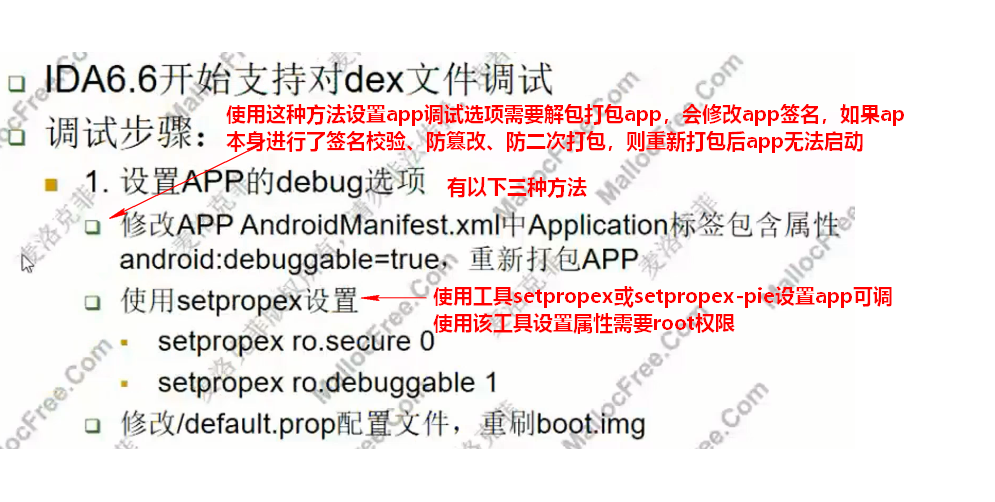 IDA6.6开始支持对dex文件调试
使用这种方法设置app调试选项需要解包打包app，会修改app签名，如果ap
调试步骤：
本身进行了签名校验、防篡改、防二次打包，则重新打包后app无法启动
1. 设置APP的debug选项
有以下三种方法
修改APP AndroidManifest.xml中Application标签包含属性
android:debuggable=true，重新打包APP
使用setpropex设置
使用工具setpropex或setpropex-pie设置app可调
使用该工具设置属性需要root权限
setpropex ro.secure 0
setpropex ro.debuggable 1
修改/default.prop配置文件，重刷boot.img
麦洛克菲
MallocFree.Com